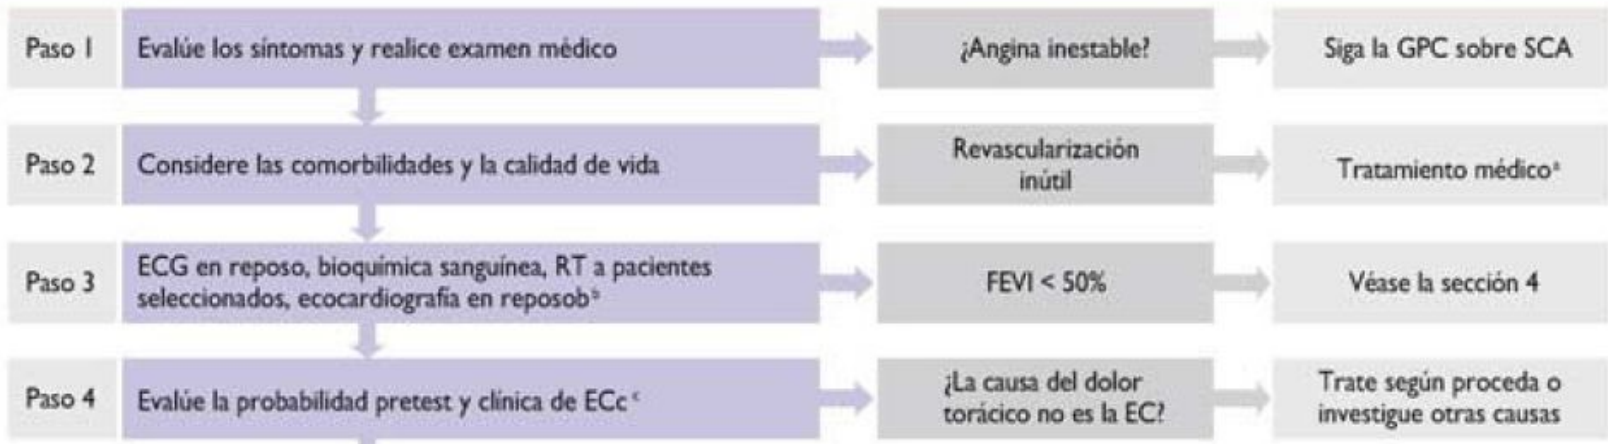 Paso 1
Evalúe los síntomas y realice examen médico
¿Angina inestable?
Siga la GPC sobre SCA
Paso 2
Considere las comorbilidades y la calidad de vida
Revascularización
inútil
Tratamiento médicoᵃ
Paso 3
ECG en reposo, bioquímica sanguínea, RT a pacientes
seleccionados, ecocardiografía en reposobᵇ
FEVI < 50%
Véase la sección 4
Paso 4
Evalúe la probabilidad pretest y clínica de ECcᶜ
¿La causa del dolor
torácico no es la EC?
Trate según proceda o
investigue otras causas